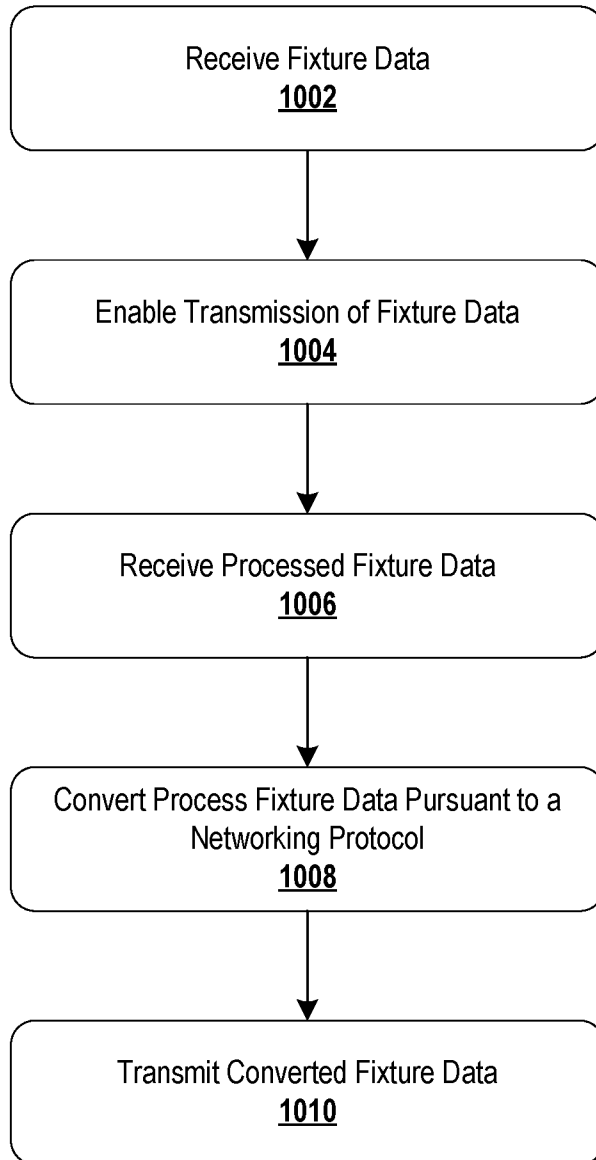 Receive Fixture Data
1002
Enable Transmission of Fixture Data
1004
Receive Processed Fixture Data
1006
Convert Process Fixture Data Pursuant to a
Networking Protocol
1008
Transmit Converted Fixture Data
1010